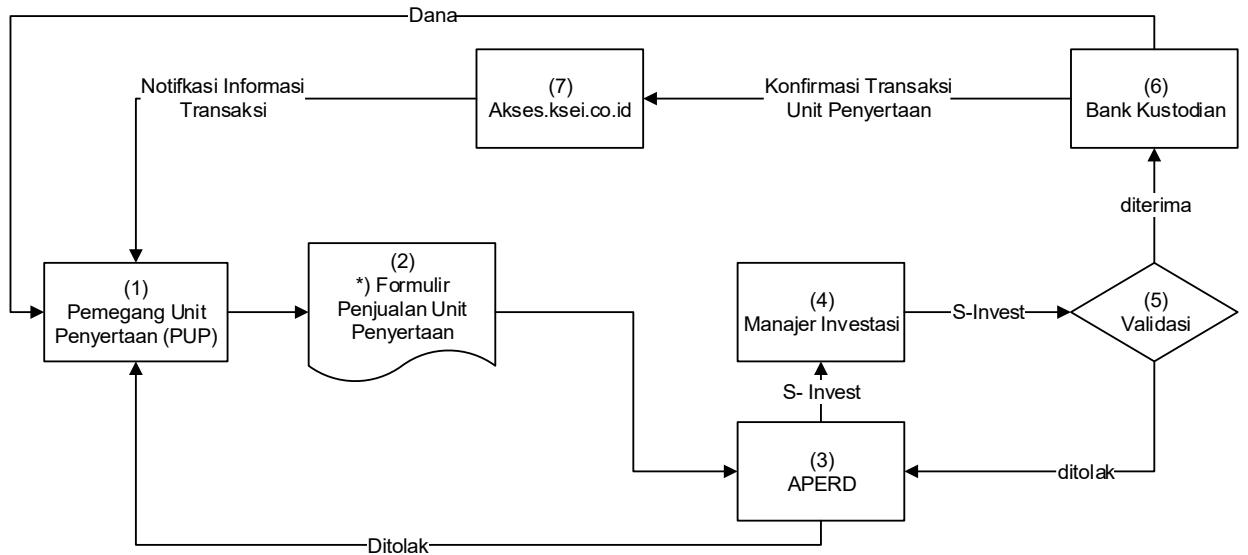 Dana
(7)
Akses.ksei.co.id
Notifkasi Informasi
Transaksi
Konfirmasi Transaksi
Unit Penyertaan
(6)
Bank Kustodian
diterima
(1)
Pemegang Unit
Penyertaan (PUP)
(2)
*) Formulir
Penjualan Unit
Penyertaan
(4)
Manajer Investasi
S-Invest
(5)
Validasi
S- Invest
(3)
APERD
ditolak
Ditolak